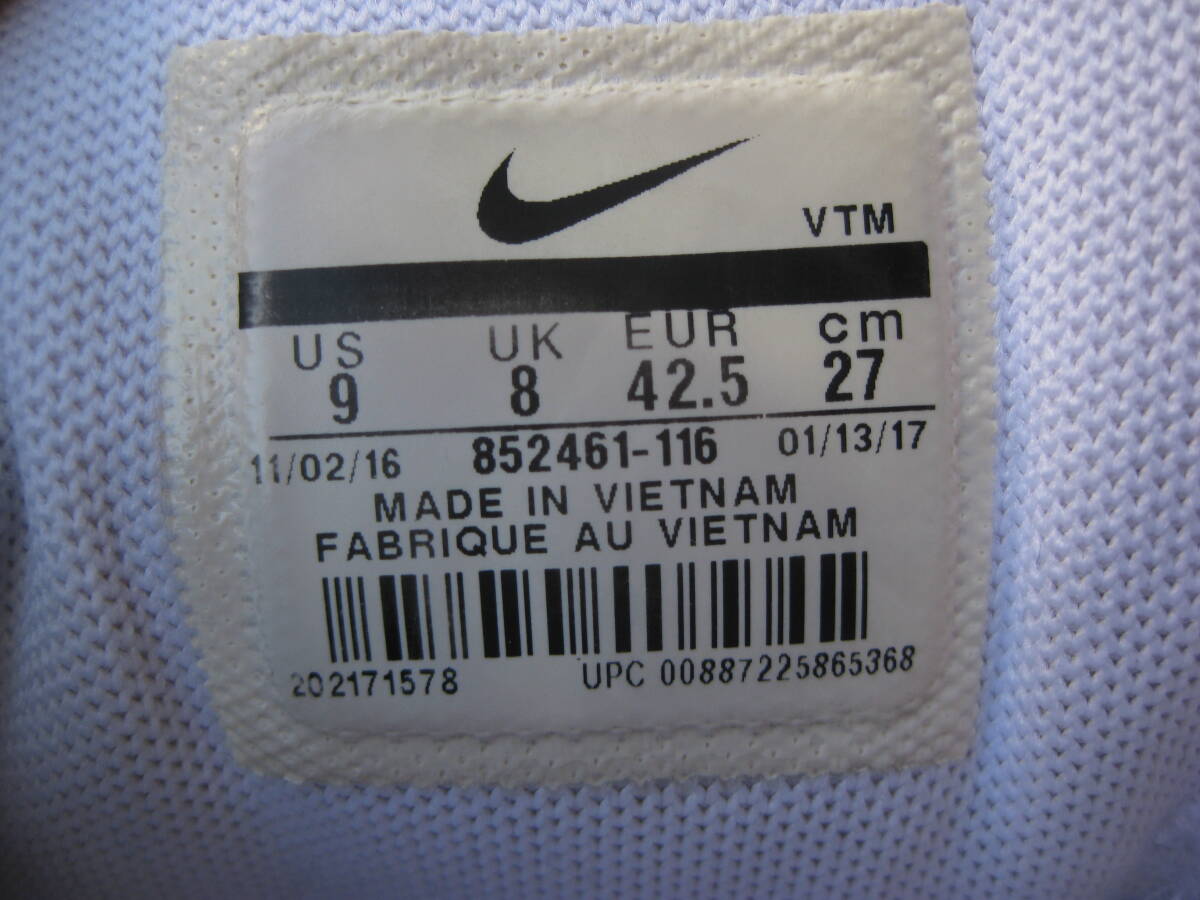 VTM
US UK EUR cm
9 8 42.5 27
11/02/16 852461-116 01/13/17
MADE IN VIETNAM
FABRIQUE AU VIETNAM
202171578 UPC 00887225865368